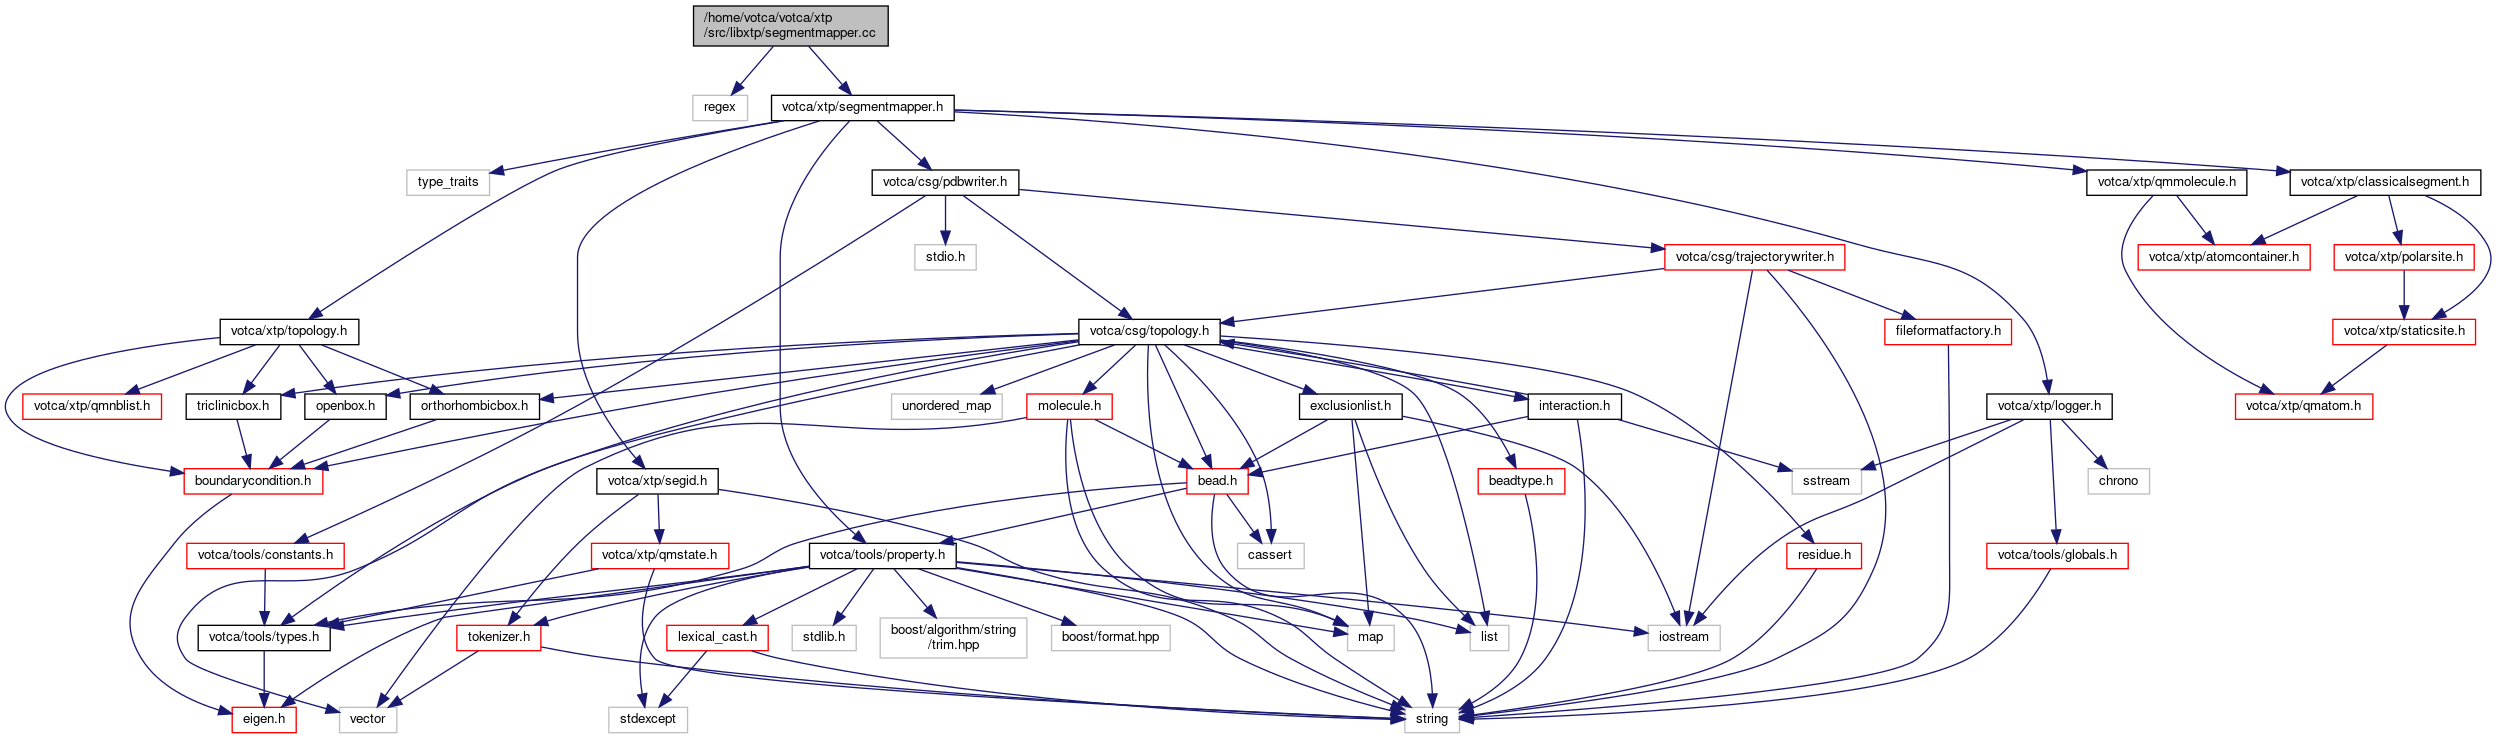 /home/votca/votca/xtp
/src/libxtp/segmentmapper.cc
regex
votca/xtp/segmentmapper.h
type_traits
votca/csg/pdbwriter.h
votca/xtp/qmmolecule.h
votca/xtp/classicalsegment.h
stdio.h
votca/csg/trajectorywriter.h
votca/xtp/atomcontainer.h
votca/xtp/polarsite.h
votca/xtp/topology.h
votca/csg/topology.h
fileformatfactory.h
votca/xtp/staticsite.h
votca/xtp/qmnblist.h
triclinicbox.h
openbox.h
orthorhombicbox.h
unordered_map
molecule.h
exclusionlist.h
interaction.h
votca/xtp/logger.h
votca/xtp/qmatom.h
boundarycondition.h
votca/xtp/segid.h
bead.h
beadtype.h
sstream
chrono
votca/tools/constants.h
votca/xtp/qmstate.h
votca/tools/property.h
cassert
residue.h
votca/tools/globals.h
votca/tools/types.h
tokenizer.h
lexical_cast.h
stdlib.h
boost/algorithm/string
/trim.hpp
boost/format.hpp
map
list
iostream
eigen.h
vector
stdexcept
string